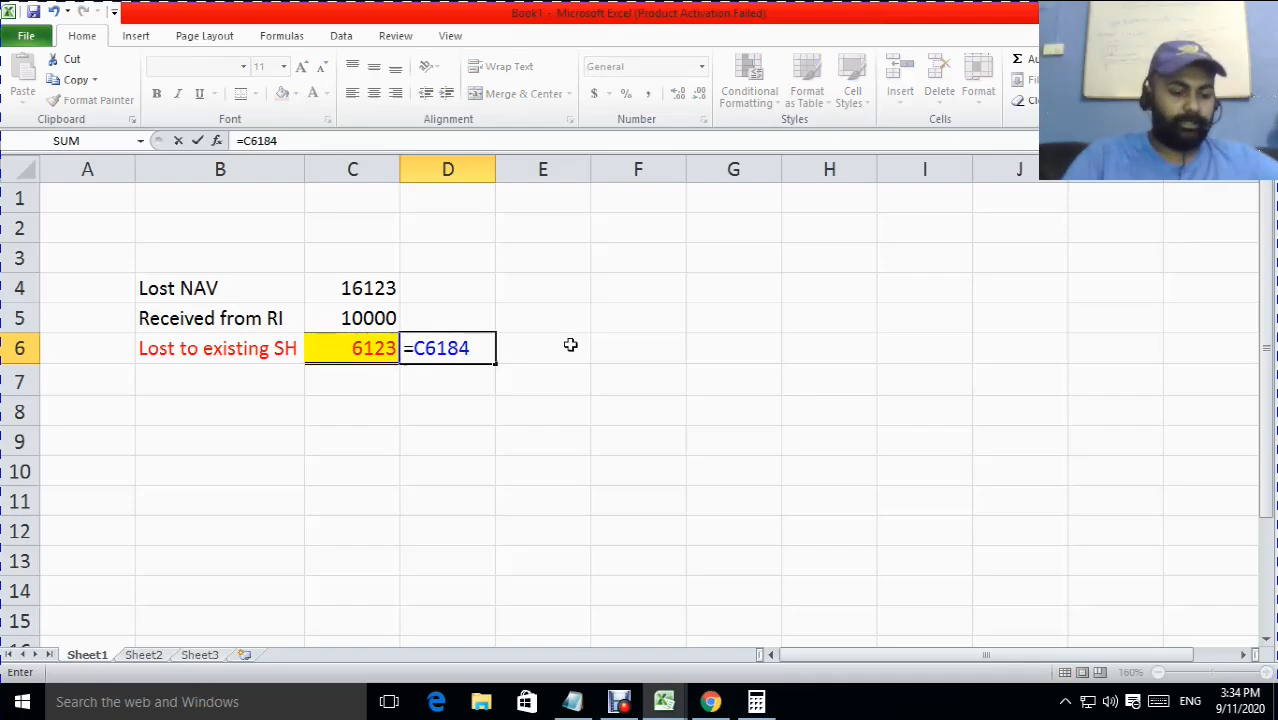 Book1 - Microsoft Excel (Product Activation Failed)
File Home Insert Page Layout Formulas Data Review View
Paste
Cut
Copy
Format Painter
Clipboard
11 A A
B I U A
Font
Wrap Text
Merge & Center
Alignment
General
$ % ,
Number
Conditional Formatting
Format as Table
Cell Styles
Styles
Insert
Delete
Format
Cells
Σ
SUM fx =C6184
A B C D E F G H I J
1
2
3
4 Lost NAV 16123
5 Received from RI 10000
6 Lost to existing SH 6123 =C6184
7
8
9
10
11
12
13
14
15
Sheet1 Sheet2 Sheet3
Enter 160%
Search the web and Windows
ENG
3:34 PM
9/11/2020